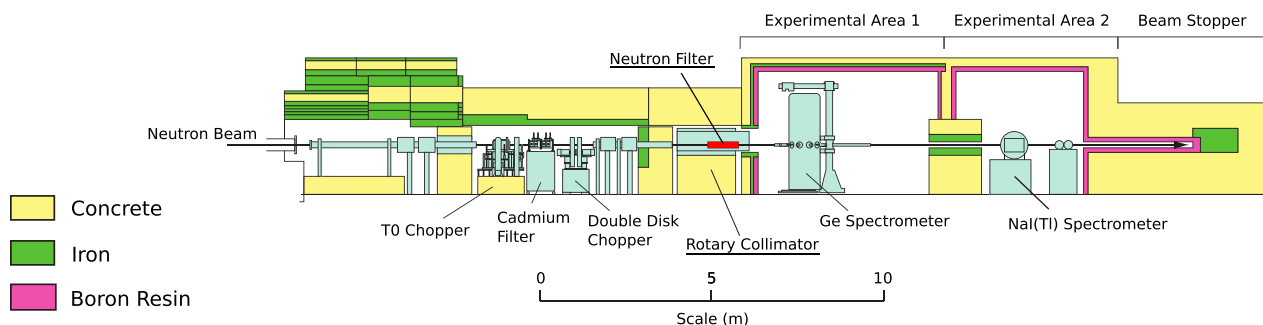 Experimental Area 1
Experimental Area 2
Beam Stopper
Neutron Filter
Neutron Beam
Concrete
Iron
Boron Resin
T0 Chopper
Cadmium
Filter
Double Disk
Chopper
Rotary Collimator
Ge Spectrometer
NaI(Tl) Spectrometer
0
5
10
Scale (m)